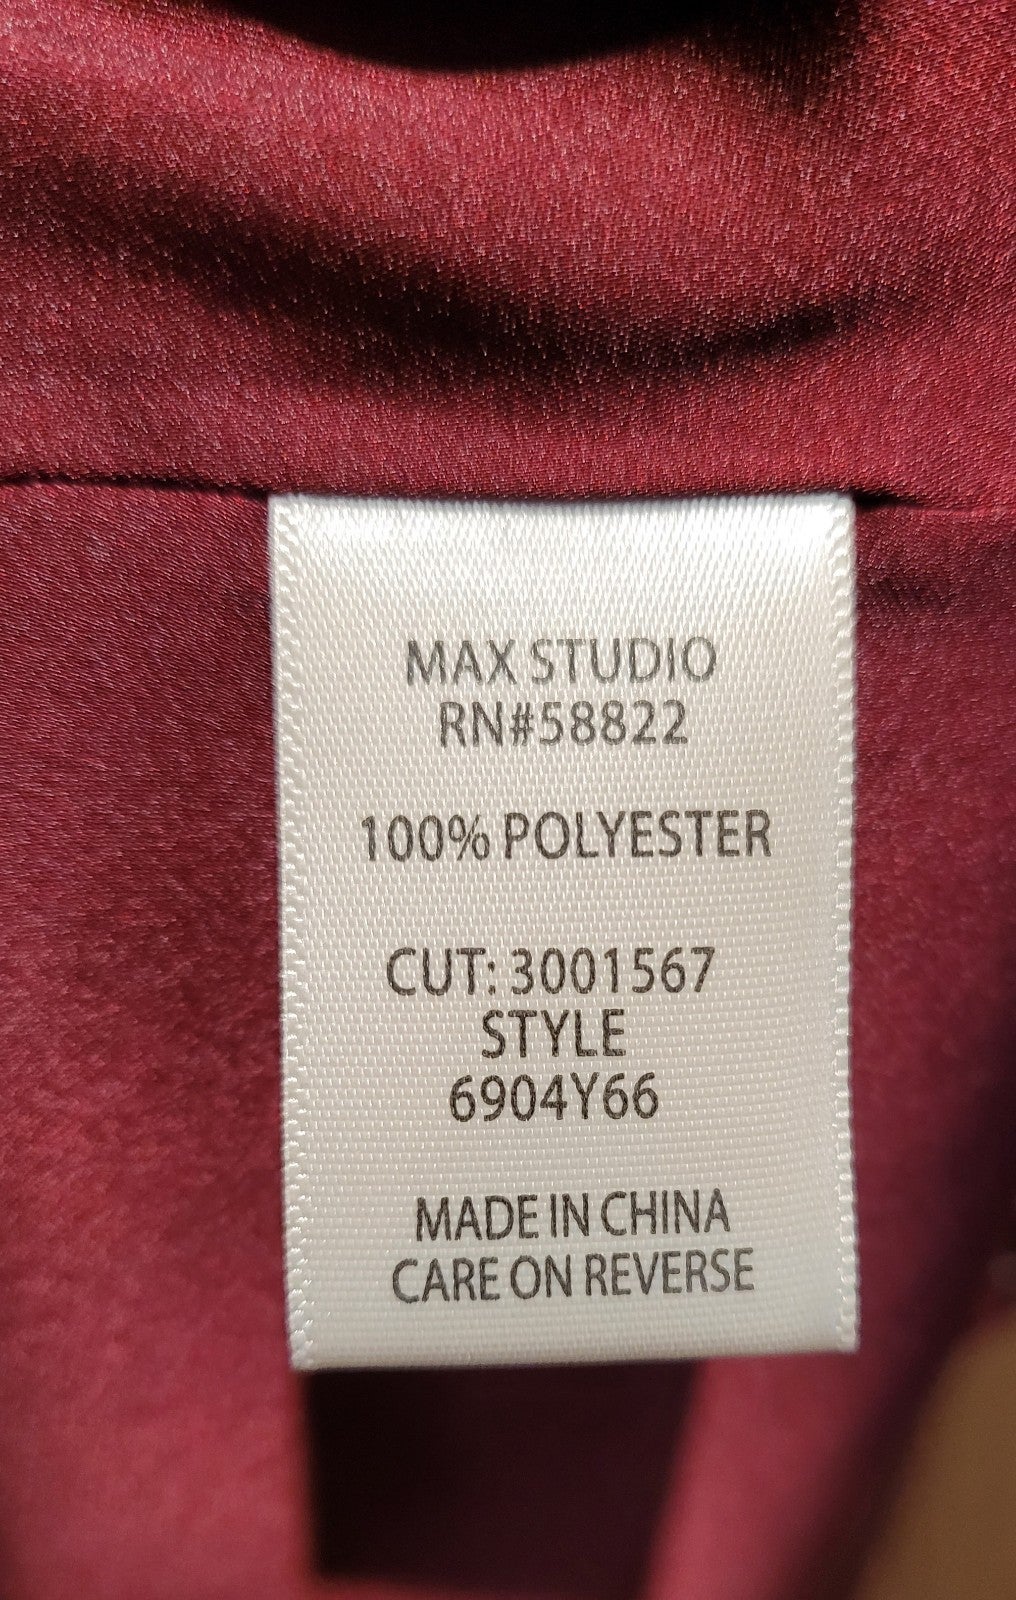 MAX STUDIO
RN#58822
100% POLYESTER
CUT: 3001567
STYLE
6904Y66
MADE IN CHINA
CARE ON REVERSE